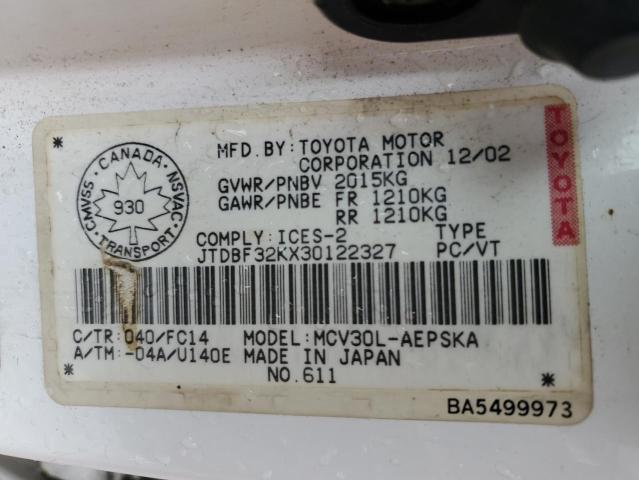 CANADA
CMVSS
NSVAC
930
TRANSPORT
MFD.BY:TOYOTA MOTOR
CORPORATION 12/02
GVWR/PNBV 2015KG
GAWR/PNBE FR 1210KG
RR 1210KG
COMPLY:ICES-2 TYPE
JTDBF32KX30122327 PC/VT
C/TR:040/FC14 MODEL:MCV30L-AEPSKA
A/TM:-04A/U140E MADE IN JAPAN
NO.611
BA5499973
TOYOTA